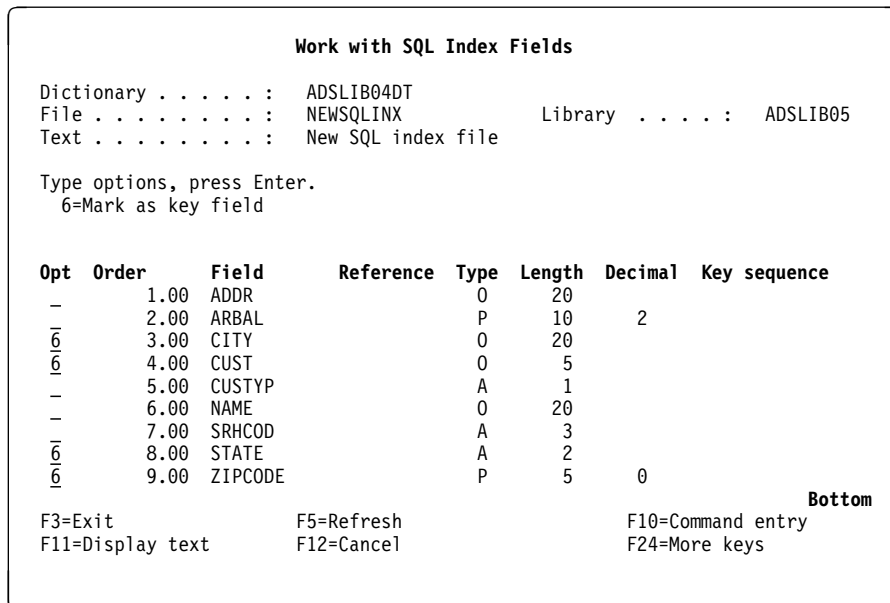 Work with SQL Index Fields
Dictionary . . . . . : ADSLIB04DT
File . . . . . . . . : NEWSQLINX Library . . . . : ADSLIB05
Text . . . . . . . . : New SQL index file
Type options, press Enter.
6=Mark as key field
Opt Order Field Reference Type Length Decimal Key sequence
_ 1.00 ADDR O 20
_ 2.00 ARBAL P 10 2
6 3.00 CITY O 20
6 4.00 CUST O 5
_ 5.00 CUSTYP A 1
_ 6.00 NAME O 20
_ 7.00 SRHCOD A 3
6 8.00 STATE A 2
6 9.00 ZIPCODE P 5 0
Bottom
F3=Exit F5=Refresh F10=Command entry
F11=Display text F12=Cancel F24=More keys